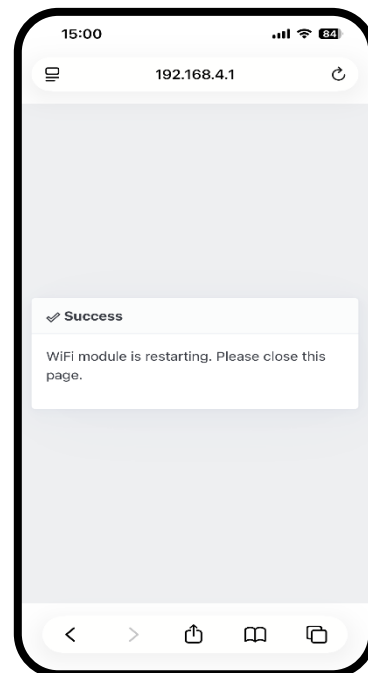 15:00
84
192.168.4.1
Success
WiFi module is restarting. Please close this
page.